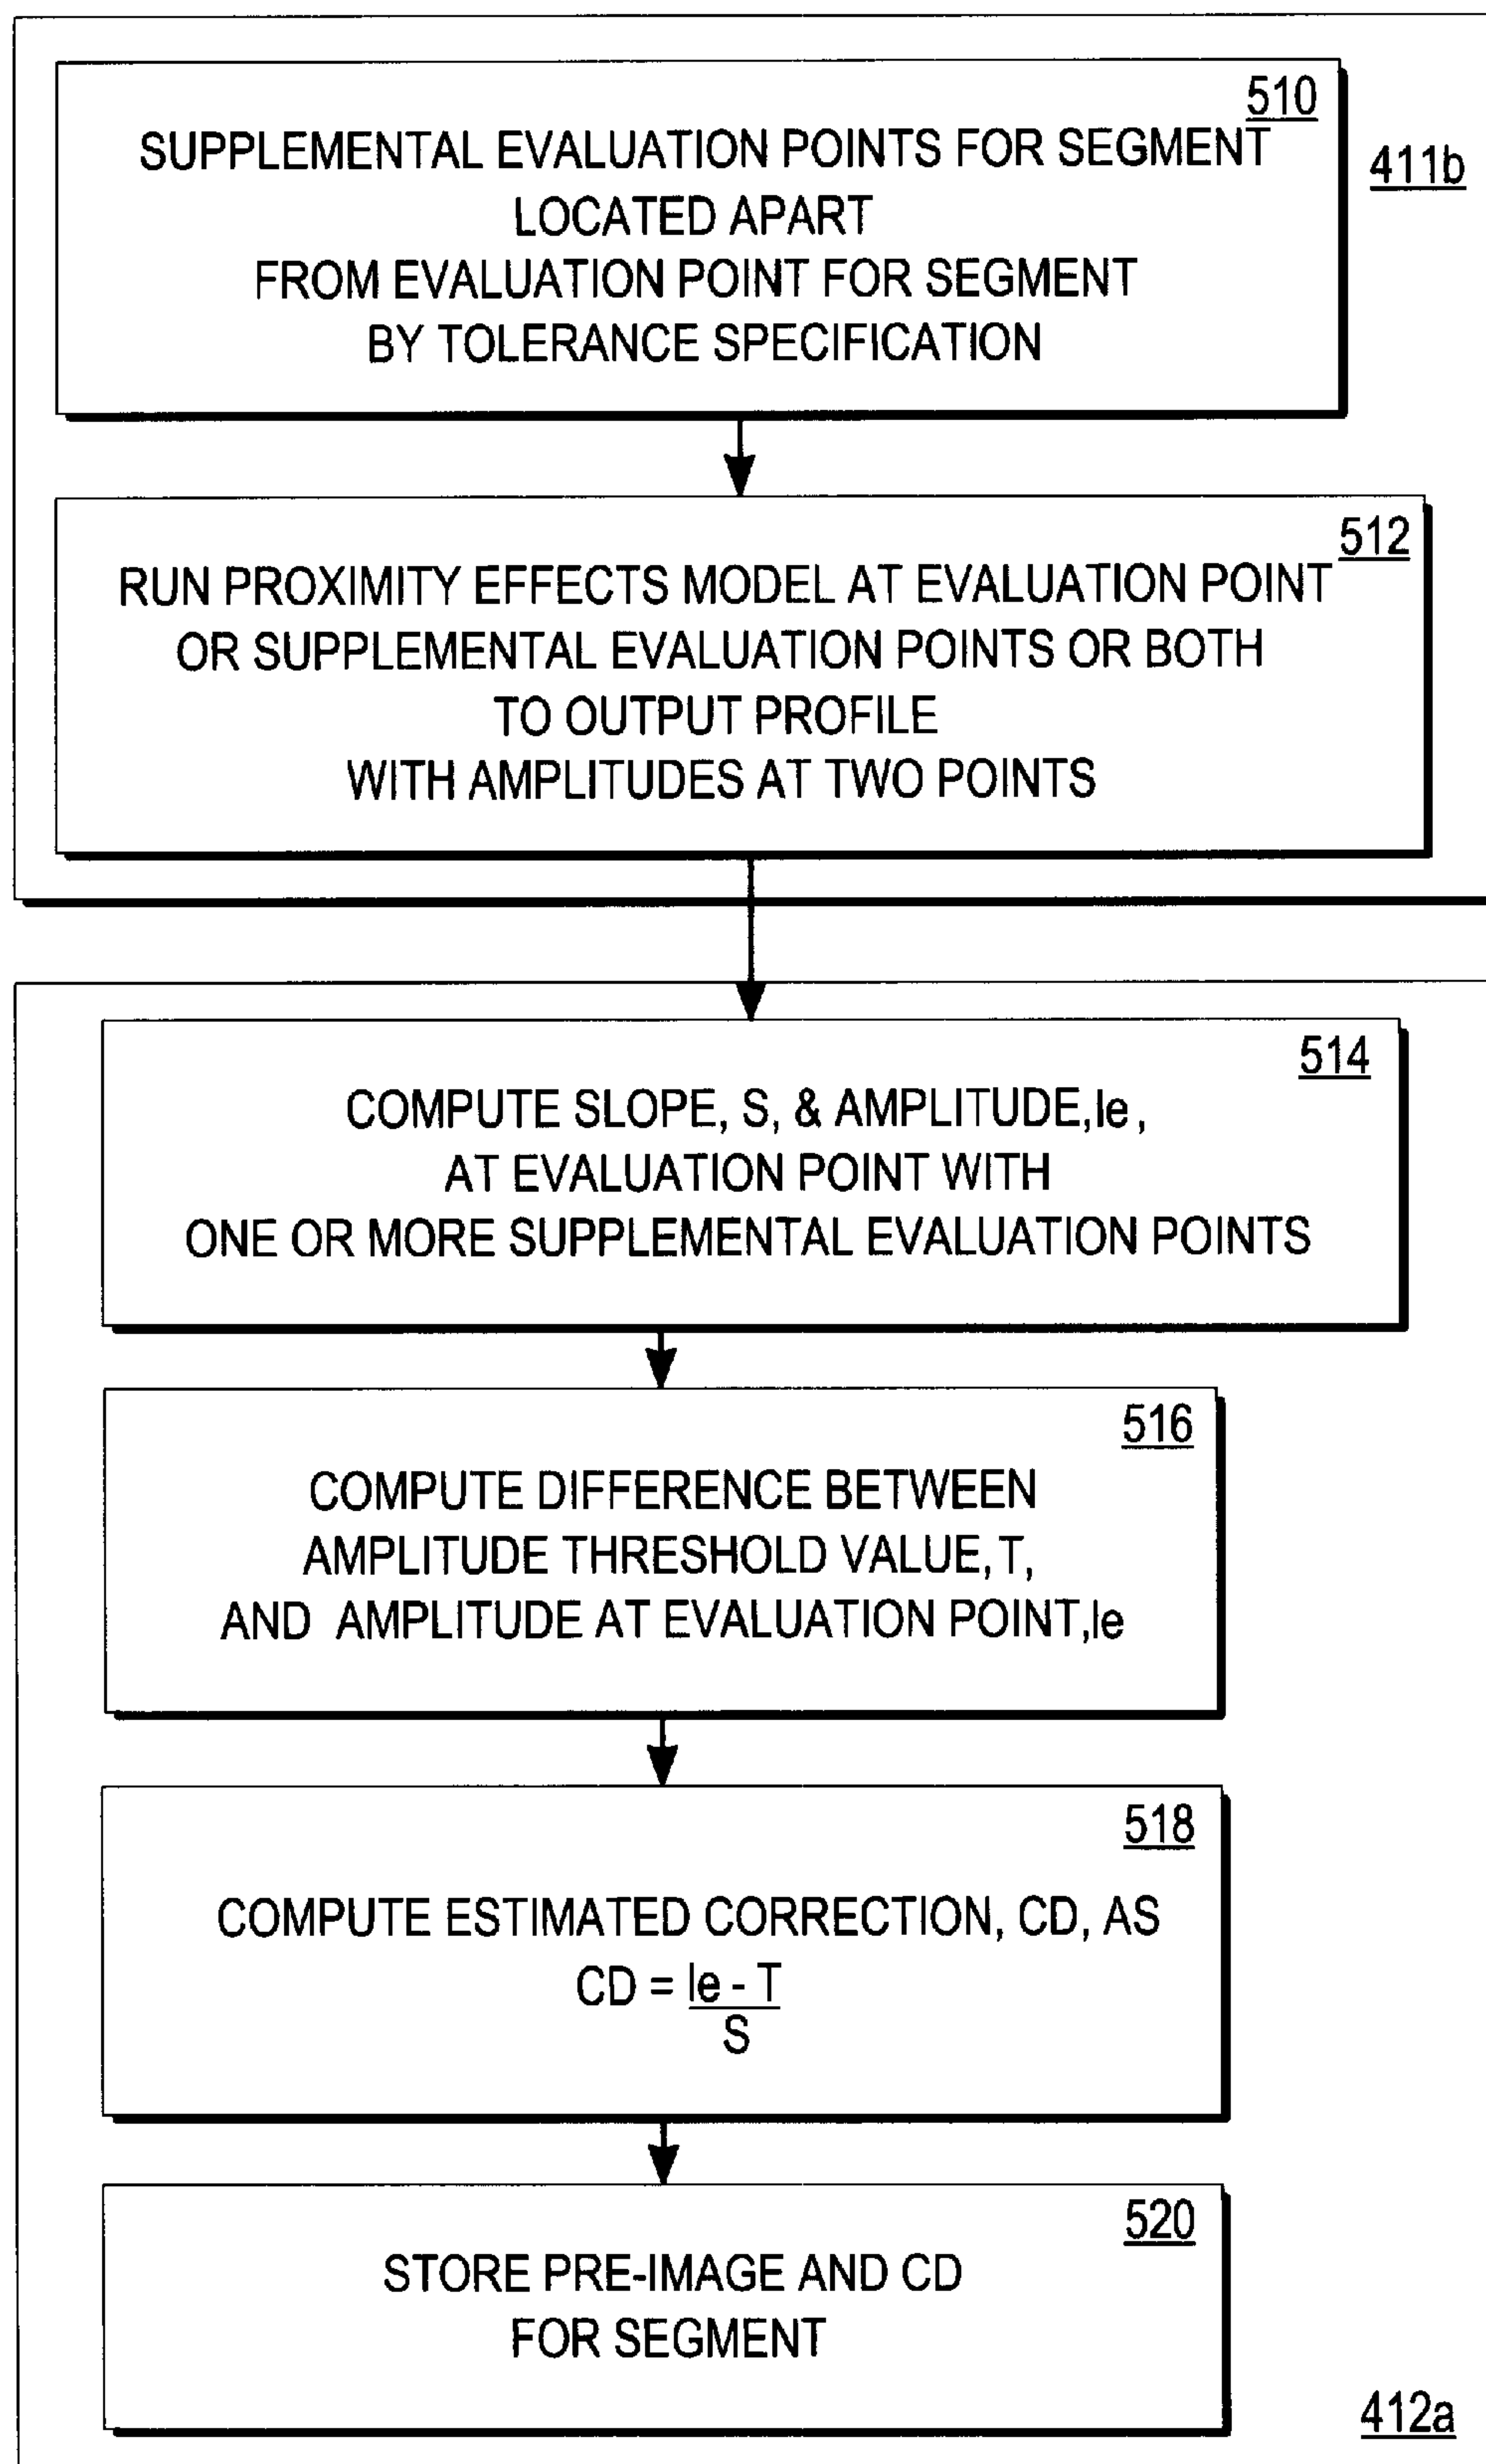 510
SUPPLEMENTAL EVALUATION POINTS FOR SEGMENT
LOCATED APART
FROM EVALUATION POINT FOR SEGMENT
BY TOLERANCE SPECIFICATION
411b
512
RUN PROXIMITY EFFECTS MODEL AT EVALUATION POINT
OR SUPPLEMENTAL EVALUATION POINTS OR BOTH
TO OUTPUT PROFILE
WITH AMPLITUDES AT TWO POINTS
514
COMPUTE SLOPE, S, & AMPLITUDE,Ie,
AT EVALUATION POINT WITH
ONE OR MORE SUPPLEMENTAL EVALUATION POINTS
516
COMPUTE DIFFERENCE BETWEEN
AMPLITUDE THRESHOLD VALUE,T,
AND AMPLITUDE AT EVALUATION POINT,Ie
518
COMPUTE ESTIMATED CORRECTION, CD, AS
CD = Ie - T
S
520
STORE PRE-IMAGE AND CD
FOR SEGMENT
412a